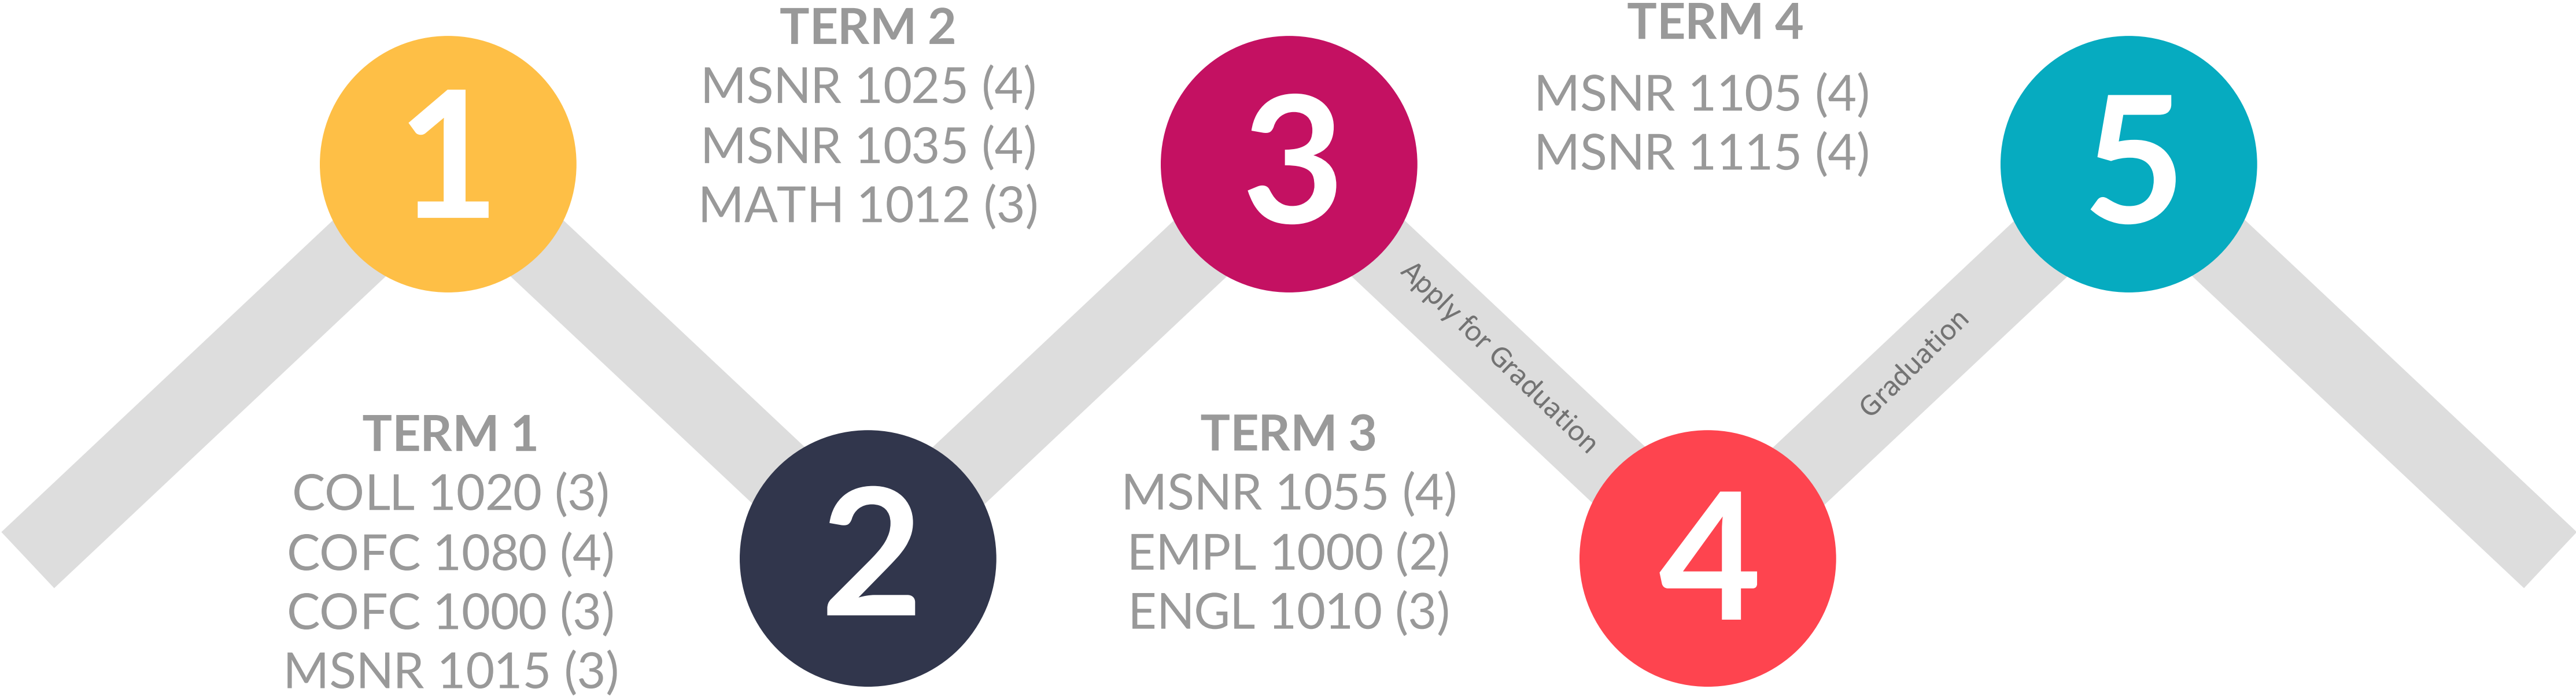 1
TERM 1
COLL 1020 (3)
COFC 1080 (4)
COFC 1000 (3)
MSNR 1015 (3)
TERM 2
MSNR 1025 (4)
MSNR 1035 (4)
MATH 1012 (3)
2
3
TERM 3
MSNR 1055 (4)
EMPL 1000 (2)
ENGL 1010 (3)
Apply for Graduation
TERM 4
MSNR 1105 (4)
MSNR 1115 (4)
4
Graduation
5